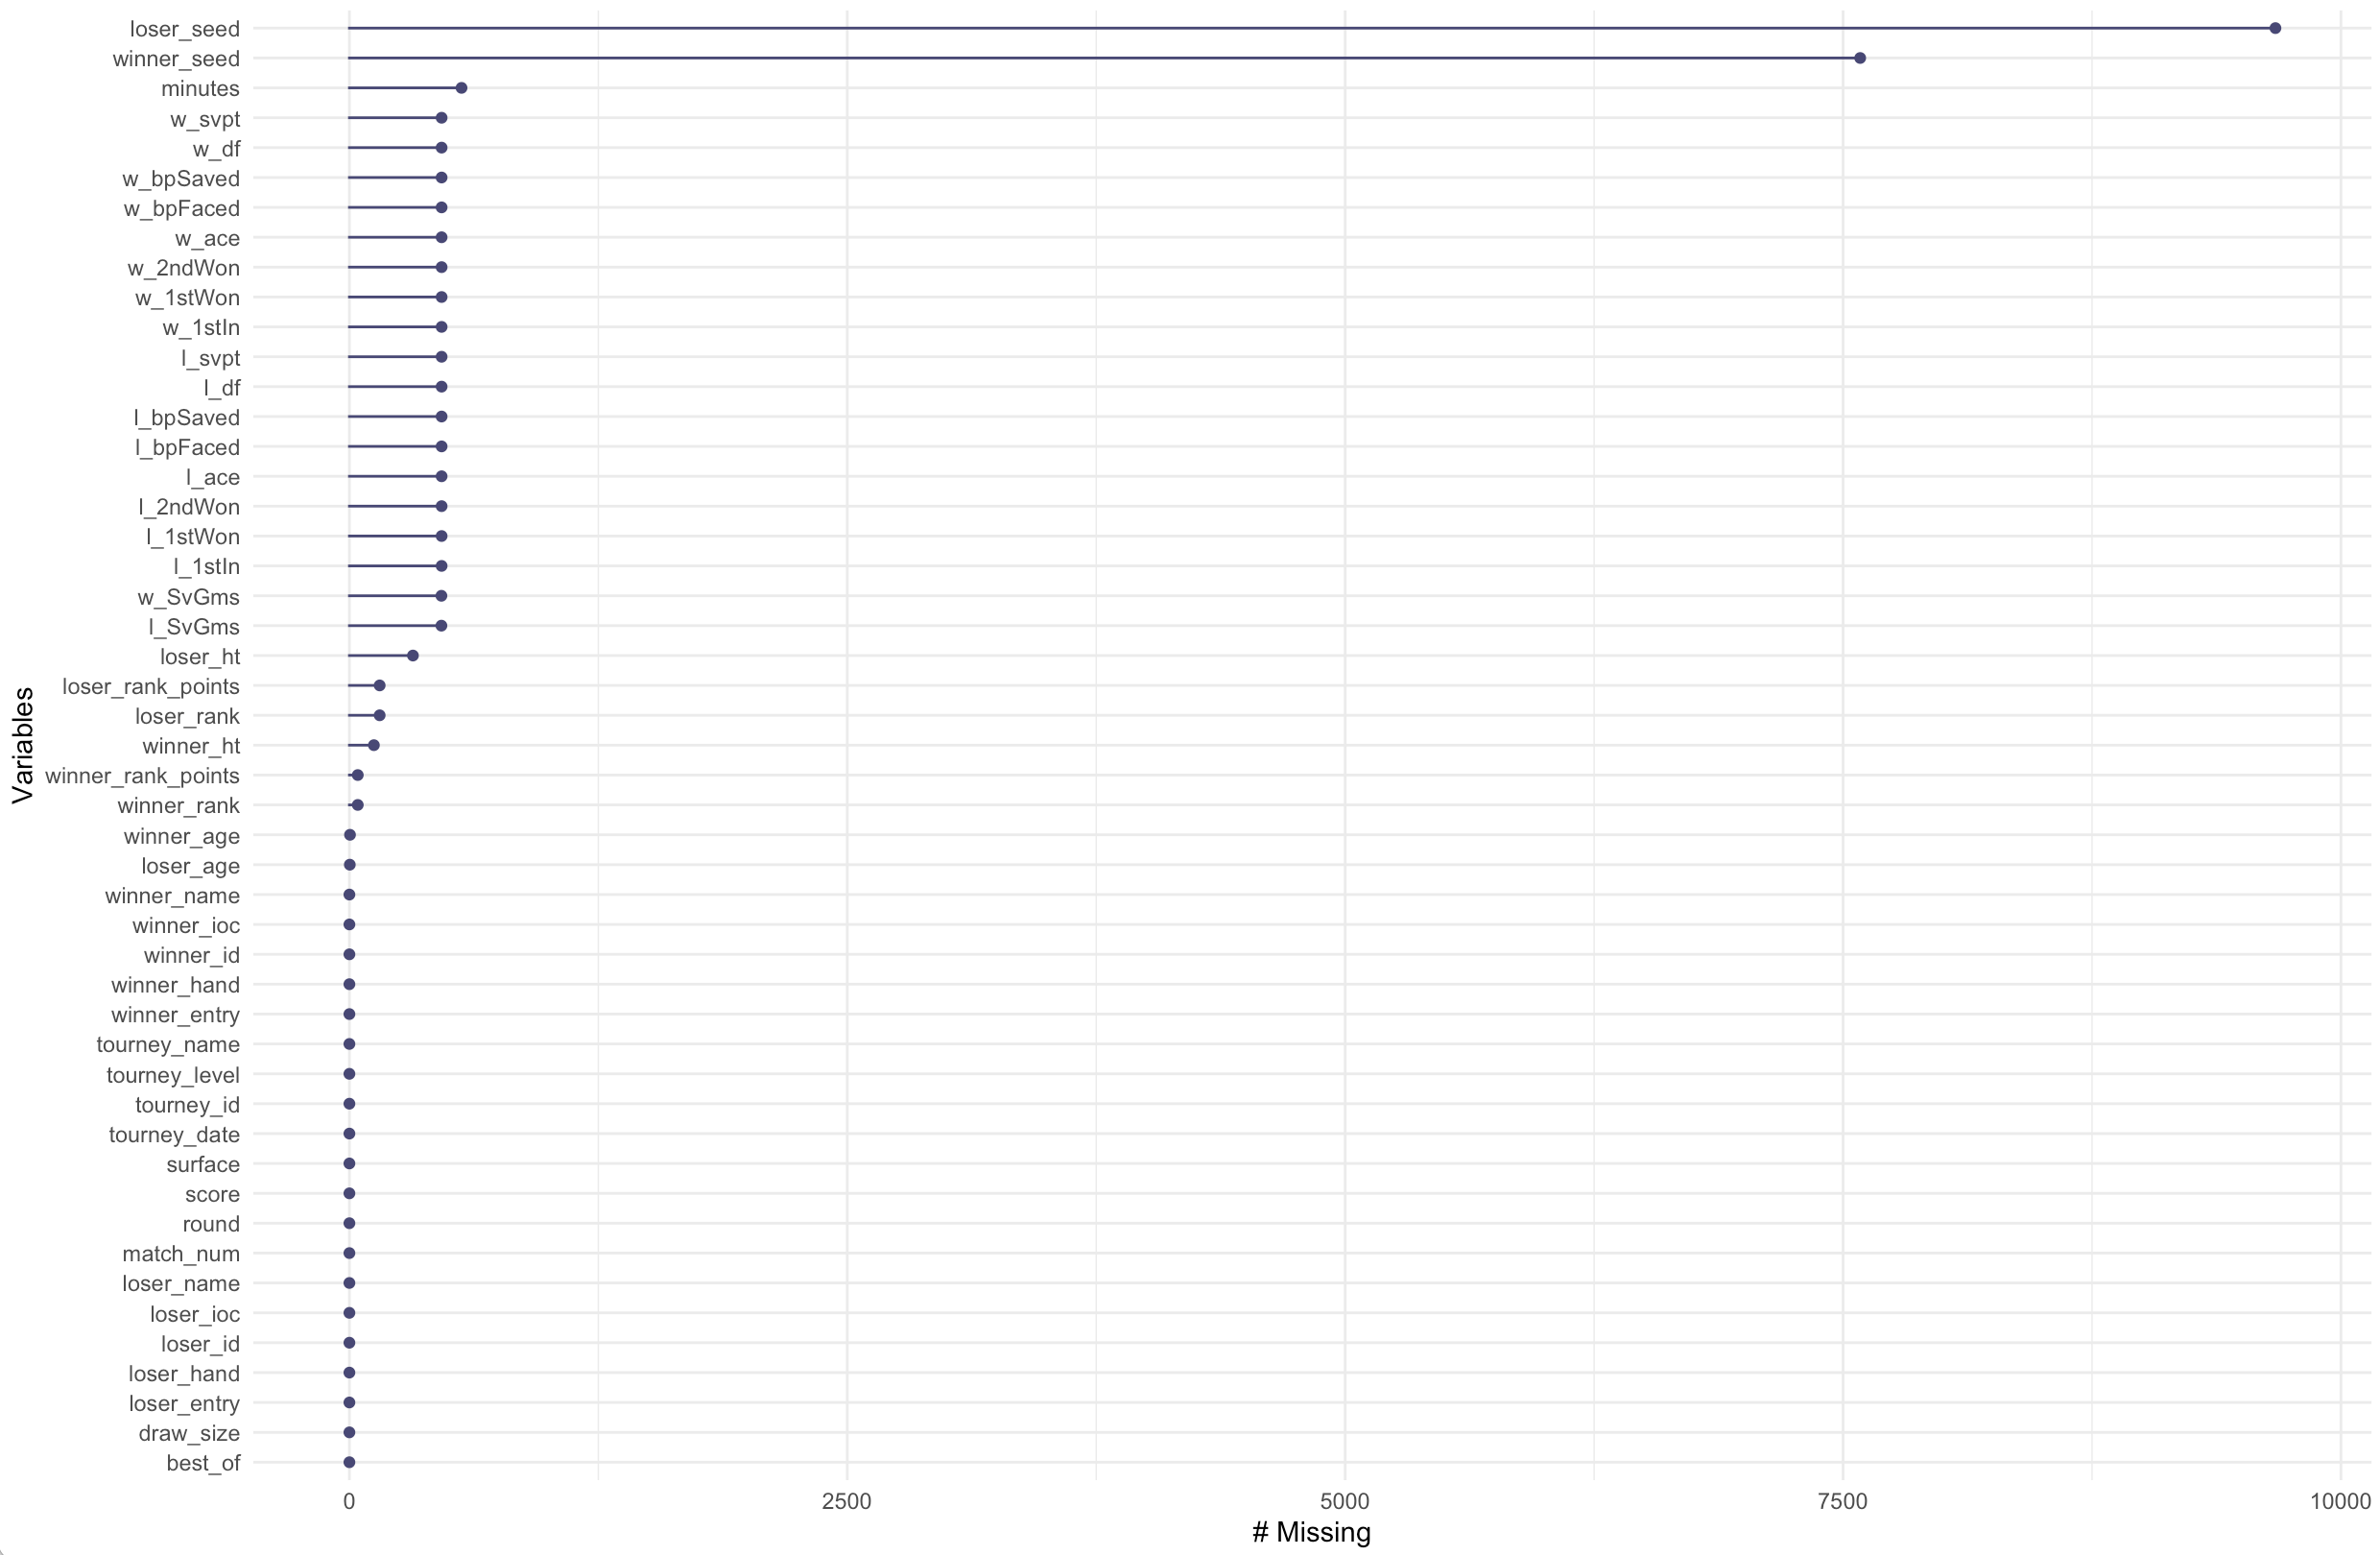 loser_seed
winner_seed
minutes
w_svpt
w_df
w_bpSaved
w_bpFaced
w_ace
w_2ndWon
w_1stWon
w_1stIn
l_svpt
l_df
l_bpSaved
l_bpFaced
l_ace
l_2ndWon
l_1stWon
l_1stIn
w_SvGms
l_SvGms
loser_ht
loser_rank_points
loser_rank
winner_ht
winner_rank_points
winner_rank
winner_age
loser_age
winner_name
winner_ioc
winner_id
winner_hand
winner_entry
tourney_name
tourney_level
tourney_id
tourney_date
surface
score
round
match_num
loser_name
loser_ioc
loser_id
loser_hand
loser_entry
draw_size
best_of
Variables
0 2500 5000 7500 10000
# Missing